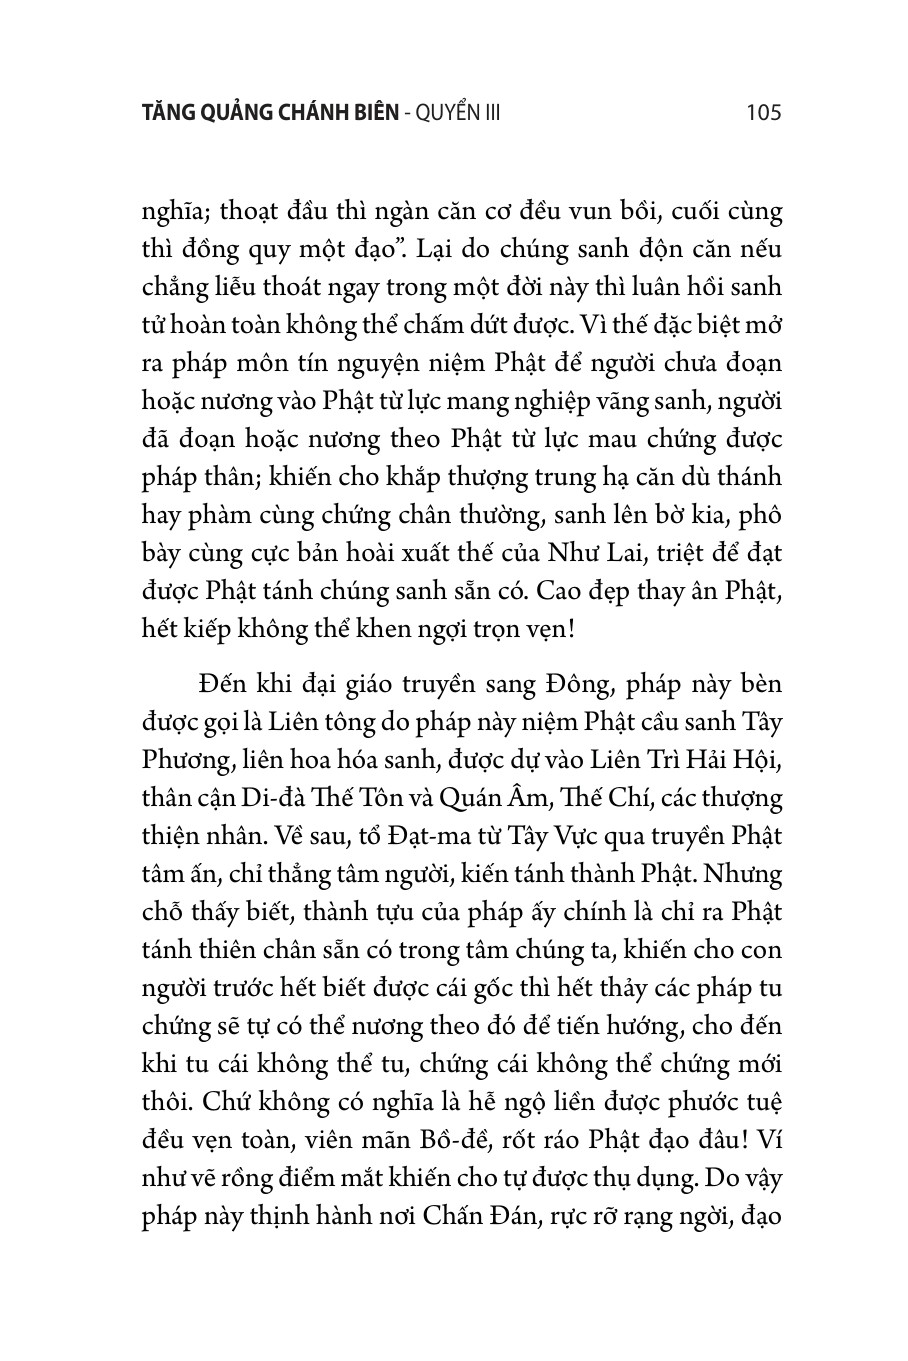 TĂNG QUẢNG CHÁNH BIÊN - QUYỂN III 105
nghĩa; thoạt đầu thì ngàn căn cơ đều vun bồi, cuối cùng
thì đồng quy một đạo”. Lại do chúng sanh độn căn nếu
chẳng liễu thoát ngay trong một đời này thì luân hồi sanh
tử hoàn toàn không thể chấm dứt được. Vì thế đặc biệt mở
ra pháp môn tín nguyện niệm Phật để người chưa đoạn
hoặc nương vào Phật từ lực mang nghiệp vãng sanh, người
đã đoạn hoặc nương theo Phật từ lực mau chứng được
pháp thân; khiến cho khắp thượng trung hạ căn dù thánh
hay phàm cùng chứng chân thường, sanh lên bờ kia, phô
bày cùng cực bản hoài xuất thế của Như Lai, triệt để đạt
được Phật tánh chúng sanh sẵn có. Cao đẹp thay ân Phật,
hết kiếp không thể khen ngợi trọn vẹn!
Đến khi đại giáo truyền sang Đông, pháp này bèn
được gọi là Liên tông do pháp này niệm Phật cầu sanh Tây
Phương, liên hoa hóa sanh, được dự vào Liên Trì Hải Hội,
thân cận Di-đà Thế Tôn và Quán Âm, Thế Chí, các thượng
thiện nhân. Về sau, tổ Đạt-ma từ Tây Vực qua truyền Phật
tâm ấn, chỉ thẳng tâm người, kiến tánh thành Phật. Nhưng
chỗ thấy biết, thành tựu của pháp ấy chính là chỉ ra Phật
tánh thiên chân sẵn có trong tâm chúng ta, khiến cho con
người trước hết biết được cái gốc thì hết thảy các pháp tu
chứng sẽ tự có thể nương theo đó để tiến hướng, cho đến
khi tu cái không thể tu, chứng cái không thể chứng mới
thôi. Chứ không có nghĩa là hễ ngộ liền được phước tuệ
đều vẹn toàn, viên mãn Bồ-đề, rốt ráo Phật đạo đâu! Ví
như vẽ rồng điểm mắt khiến cho tự được thụ dụng. Do vậy
pháp này thịnh hành nơi Chấn Đán, rực rỡ rạng ngời, đạo